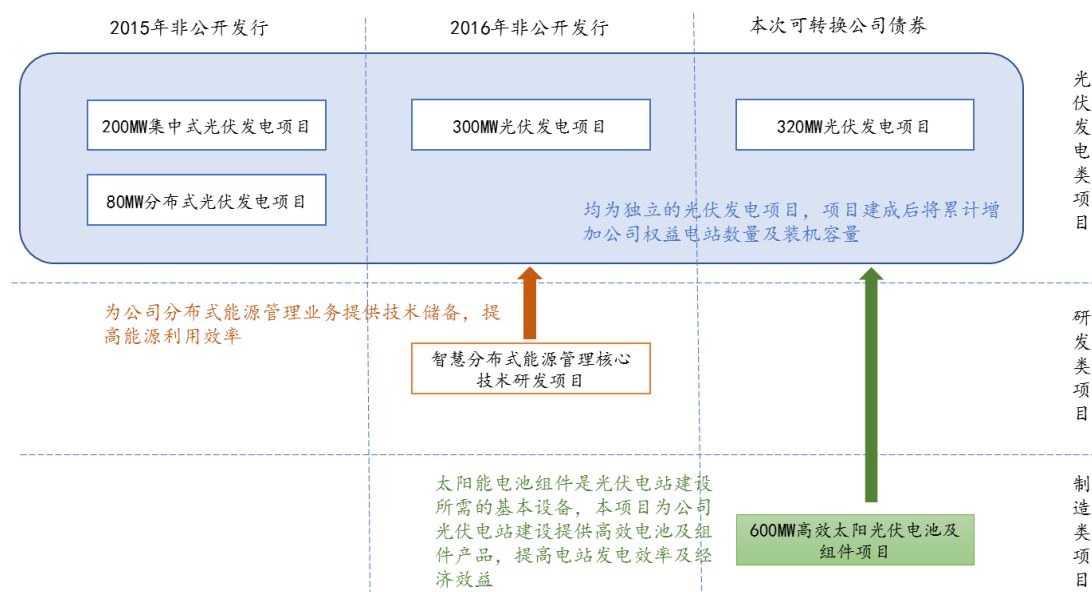 2015年非公开发行
2016年非公开发行
本次可转换公司债券
200MW集中式光伏发电项目
300MW光伏发电项目
320MW光伏发电项目
80MW分布式光伏发电项目
均为独立的光伏发电项目，项目建成后将累计增
加公司权益电站数量及装机容量
光伏发电类项目
为公司分布式能源管理业务提供技术储备，提
高能源利用效率
智慧分布式能源管理核心
技术研发项目
研发类项目
太阳能电池组件是光伏电站建设
所需的基本设备，本项目为公司
光伏电站建设提供高效电池及组
件产品，提高电站发电效率及经
济效益
600MW高效太阳光伏电池及
组件项目
制造类项目